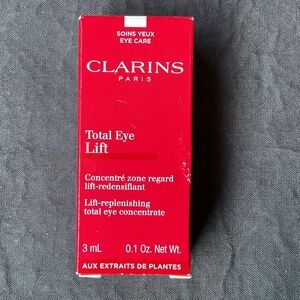 SOINS YEUX
EYE CARE
CLARINS
PARIS
Total Eye
Lift
Concentré zone regard
lift-redensifiant
Lift-replenishing
total eye concentrate
3 mL 0.1 Oz. Net Wt.
AUX EXTRAITS DE PLANTES